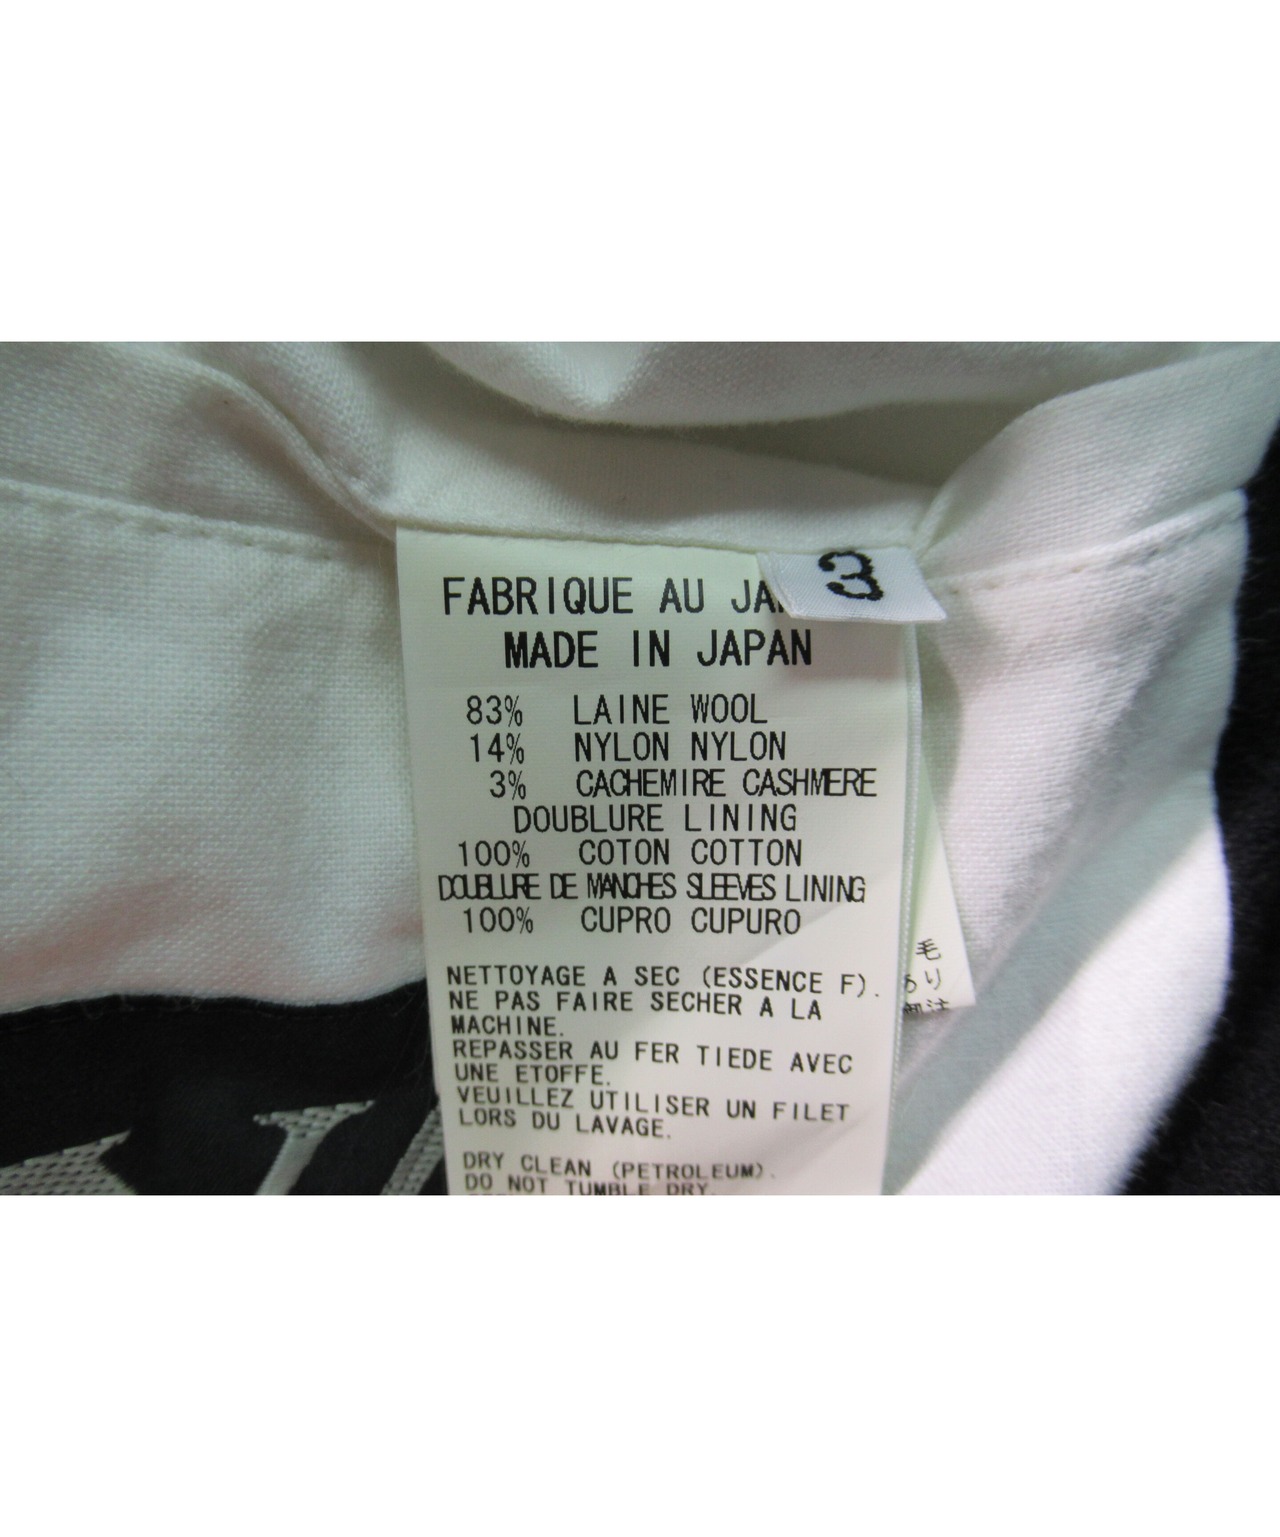 3
FABRIQUE AU
MADE IN JAPAN
83% LAINE WOOL
14% NYLON NYLON
3% CACHEMIRE CASHMERE
DOUBLURE LINING
100% COTON COTTON
DOUBLURE DE MANCHES SLEEVES LINING
100% CUPRO CUPURO
NETTOYAGE A SEC (ESSENCE F).
NE PAS FAIRE SECHER A LA
MACHINE.
REPASSER AU FER TIEDE AVEC
UNE ETOFFE.
VEUILLEZ UTILISER UN FILET
LORS DU LAVAGE.
DRY CLEAN (PETROLEUM).
DO NOT TUMBLE DRY.
毛